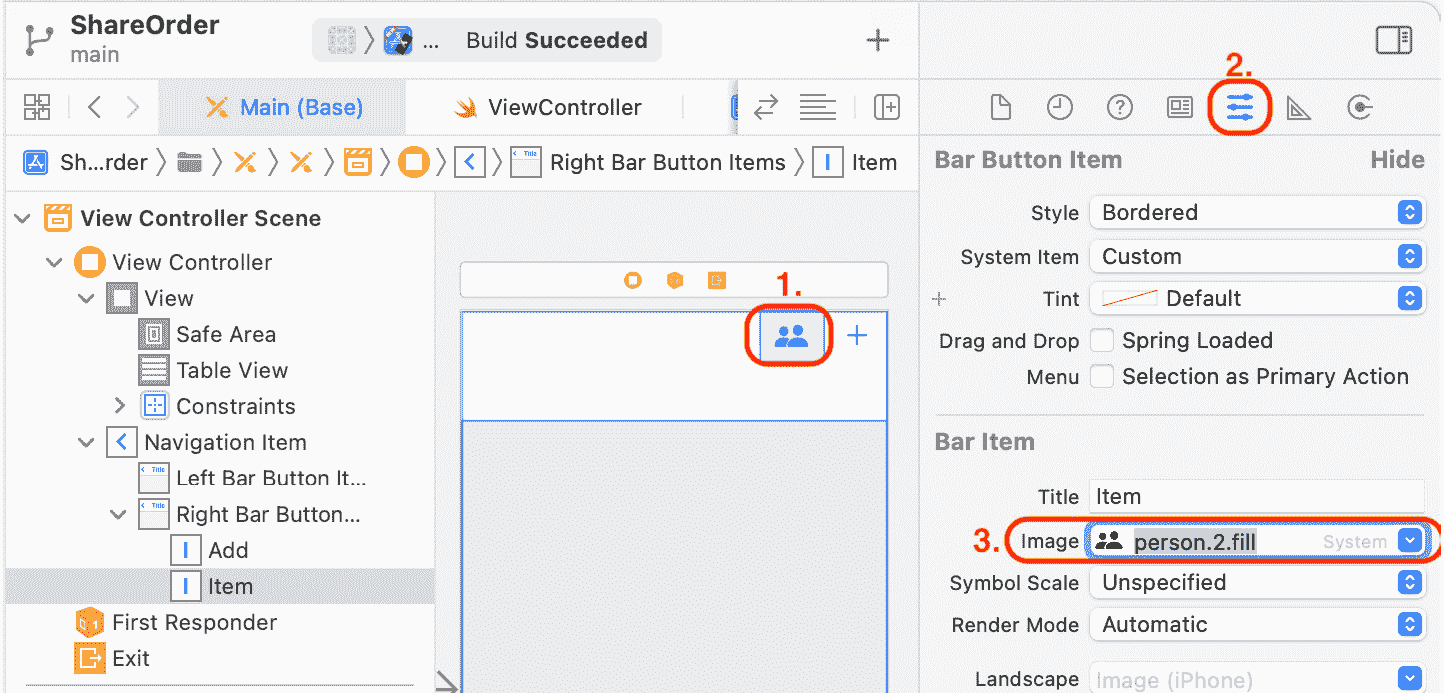 ShareOrder
main
... Build Succeeded
2.
Main (Base)
ViewController
Sh...rder
Right Bar Button Items
Item
View Controller Scene
View Controller
View
Safe Area
Table View
Constraints
Navigation Item
Title
Left Bar Button It...
Title
Right Bar Button...
Add
Item
First Responder
Exit
1.
Bar Button Item Hide
Style Bordered
System Item Custom
Tint Default
Drag and Drop Spring Loaded
Menu Selection as Primary Action
Bar Item
Title Item
3. Image person.2.fill System
Symbol Scale Unspecified
Render Mode Automatic
Landscape Image (iPhone)